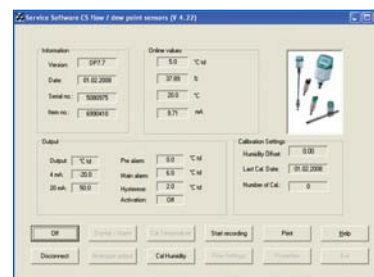 Service Software CS flow / dew point sensors (V 4.22)
Information
Version: DP7.7
Date: 01.02.2008
Serial no.: 5080975
Item no.: 6990410
Online values
5.0 °C td
37.89 %
20.0 °C
8.71 mA
Output
Output: °C td
4 mA: -20.0
20 mA: 50.0
Pre alarm: 0.0 °C td
Main alarm: 6.0 °C td
Hysterese: 2.0 °C td
Activation: Off
Calibration Settings
Humidity Offset: 0.00
Last Cal. Date: 01.02.2008
Number of Cal.: 0
Off
Cal Temperature
Start recording
Print
Help
Disconnect
Cal Humidity
Exit